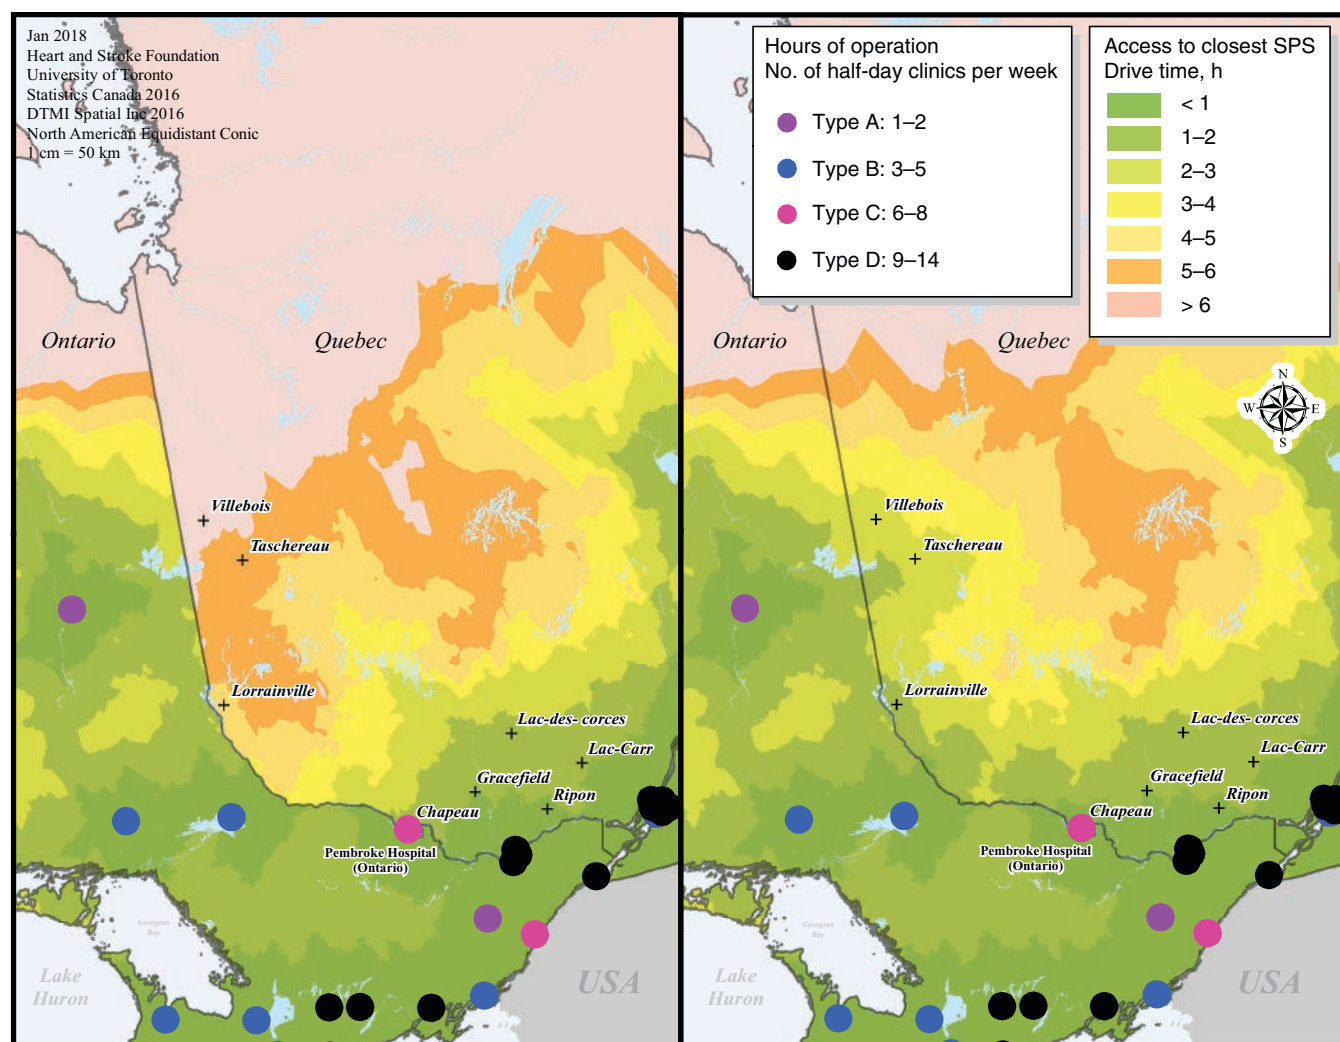 Jan 2018
Heart and Stroke Foundation
University of Toronto
Statistics Canada 2016
DTMI Spatial Inc 2016
North American Equidistant Conic
1 cm = 50 km
Ontario
Quebec
Villebois
Taschereau
Lorrainville
Lac-des- corces
Lac-Carr
Gracefield
Ripon
Chapeau
Pembroke Hospital
(Ontario)
Georgian
Bay
Lake
Huron
USA
Hours of operation
No. of half-day clinics per week
Type A: 1–2
Type B: 3–5
Type C: 6–8
Type D: 9–14
Access to closest SPS
Drive time, h
< 1
1–2
2–3
3–4
4–5
5–6
> 6
N
W
E
S
Ontario
Quebec
Villebois
Taschereau
Lorrainville
Lac-des- corces
Lac-Carr
Gracefield
Ripon
Chapeau
Pembroke Hospital
(Ontario)
Georgian
Bay
Lake
Huron
USA